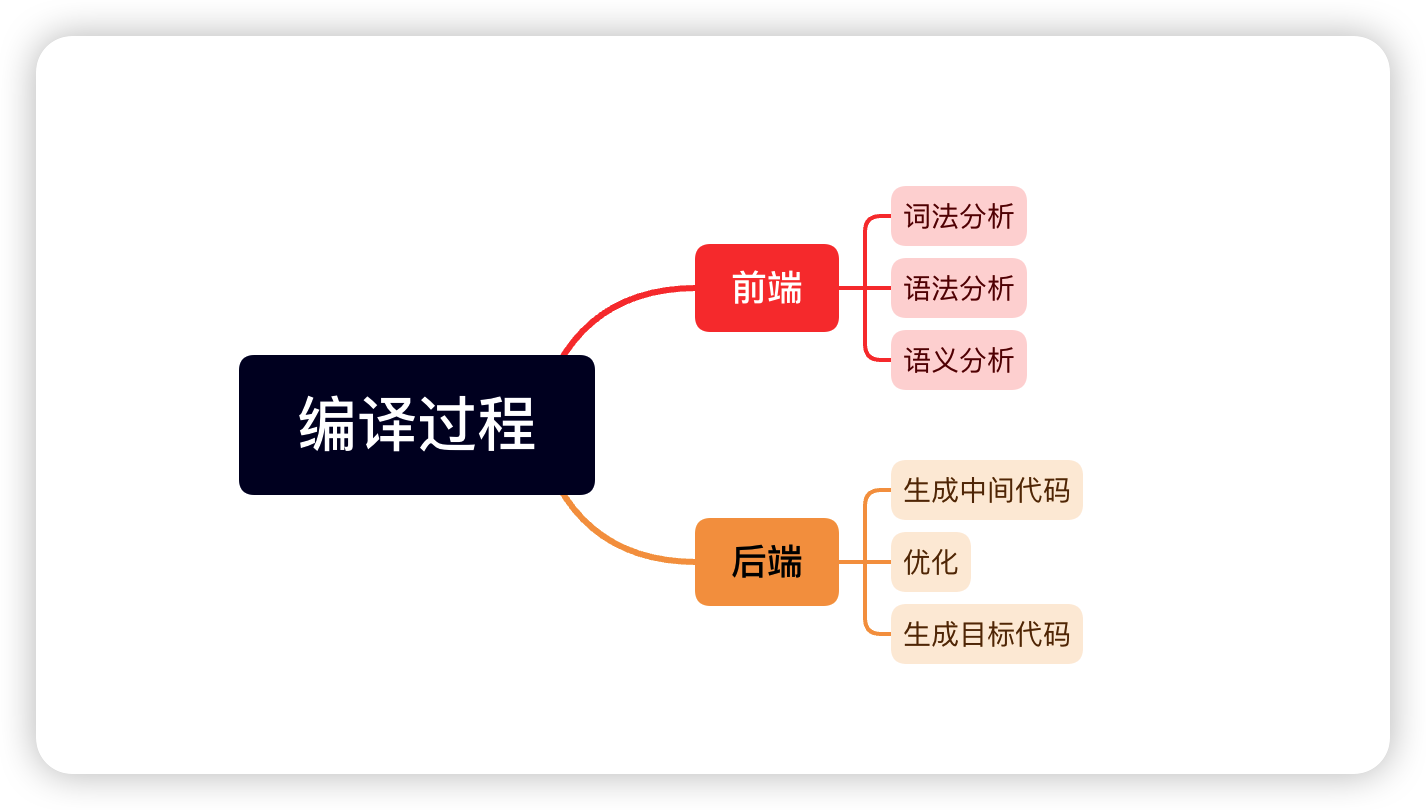 编译过程
前端
词法分析
语法分析
语义分析
后端
生成中间代码
优化
生成目标代码